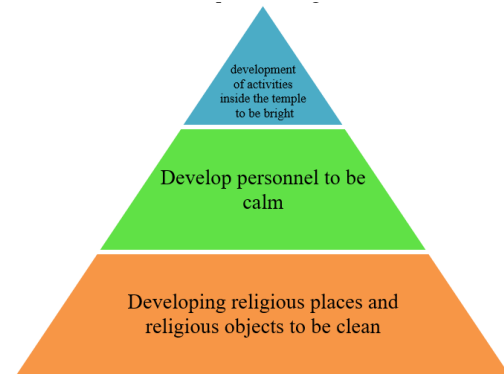 development
of activities
inside the temple
to be bright
Develop personnel to be
calm
Developing religious places and
religious objects to be clean